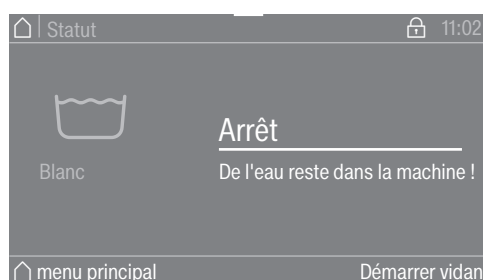 Statut
11:02
Arrêt
Blanc
De l'eau reste dans la machine !
menu principal
Démarrer vidan